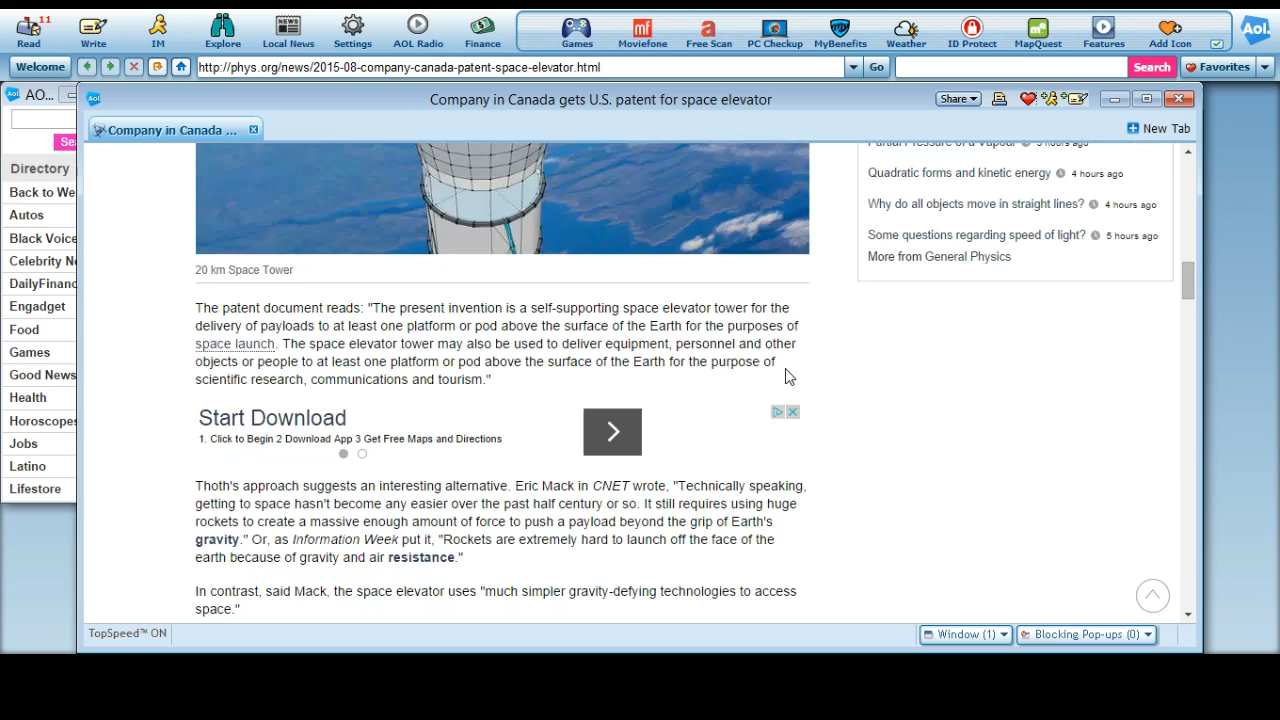 11
Read
Write
IM
Explore
Local News
Settings
AOL Radio
Finance
Games
Moviefone
Free Scan
PC Checkup
MyBenefits
Weather
ID Protect
MapQuest
Features
Add Icon
Aol.
Welcome
http://phys.org/news/2015-08-company-canada-patent-space-elevator.html
Go
Search
Favorites
AO...
Company in Canada gets U.S. patent for space elevator
Share
Company in Canada ...
New Tab
Directory
Back to We
Autos
Black Voice
Celebrity Ne
DailyFinanc
Engadget
Food
Games
Good News
Health
Horoscopes
Jobs
Latino
Lifestore
20 km Space Tower
The patent document reads: "The present invention is a self-supporting space elevator tower for the
delivery of payloads to at least one platform or pod above the surface of the Earth for the purposes of
space launch. The space elevator tower may also be used to deliver equipment, personnel and other
objects or people to at least one platform or pod above the surface of the Earth for the purpose of
scientific research, communications and tourism."
Start Download
1. Click to Begin 2 Download App 3 Get Free Maps and Directions
Thoth's approach suggests an interesting alternative. Eric Mack in CNET wrote, "Technically speaking,
getting to space hasn't become any easier over the past half century or so. It still requires using huge
rockets to create a massive enough amount of force to push a payload beyond the grip of Earth's
gravity." Or, as Information Week put it, "Rockets are extremely hard to launch off the face of the
earth because of gravity and air resistance."
In contrast, said Mack, the space elevator uses "much simpler gravity-defying technologies to access
space."
Partial Pressure of a Vapour 3 hours ago
Quadratic forms and kinetic energy 4 hours ago
Why do all objects move in straight lines? 4 hours ago
Some questions regarding speed of light? 5 hours ago
More from General Physics
TopSpeed™ ON
Window (1)
Blocking Pop-ups (0)